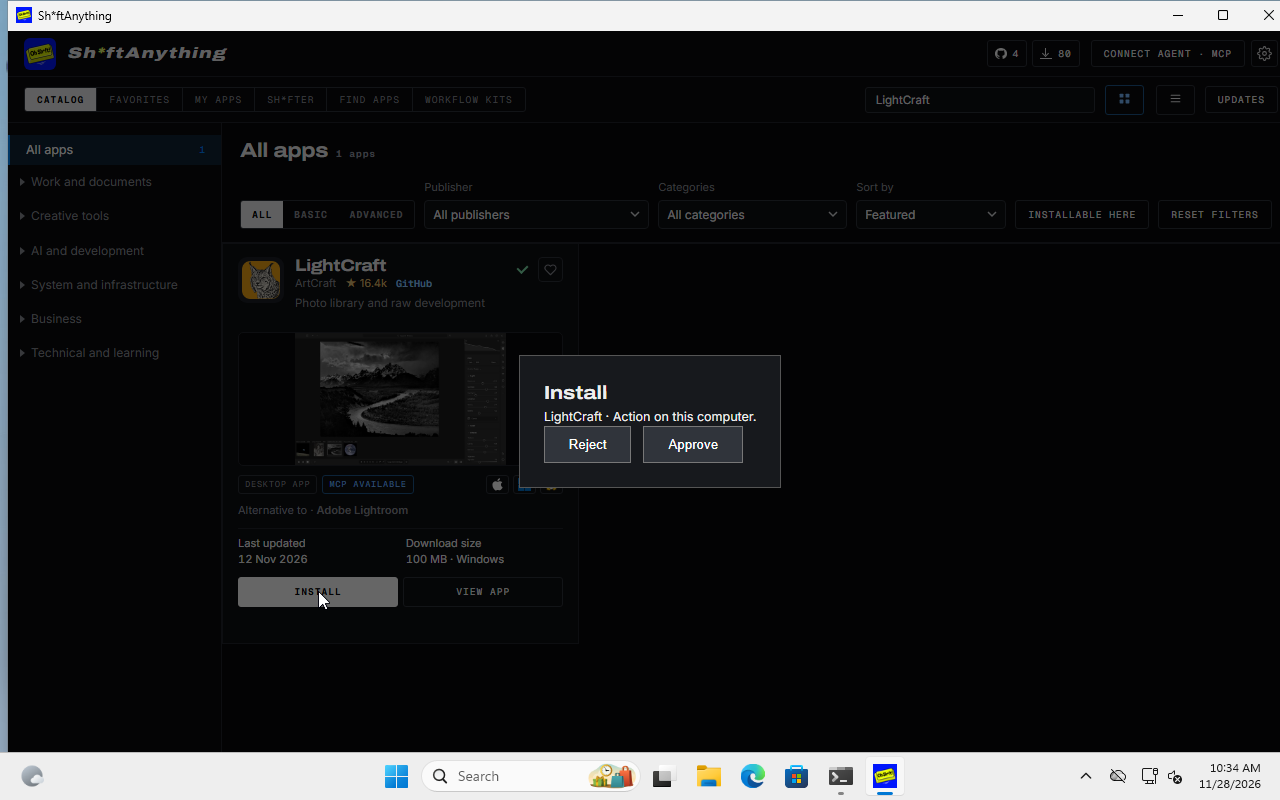 Sh*ftAnything
Sh*ftAnything
4
80
CONNECT AGENT · MCP
CATALOG
FAVORITES
MY APPS
SH*FTER
FIND APPS
WORKFLOW KITS
LightCraft
UPDATES
All apps
1
Work and documents
Creative tools
AI and development
System and infrastructure
Business
Technical and learning
All apps 1 apps
Publisher
Categories
Sort by
ALL
BASIC
ADVANCED
All publishers
All categories
Featured
INSTALLABLE HERE
RESET FILTERS
LightCraft
ArtCraft ★ 16.4k GitHub
Photo library and raw development
DESKTOP APP
MCP AVAILABLE
Alternative to · Adobe Lightroom
Last updated
12 Nov 2026
Download size
100 MB · Windows
INSTALL
VIEW APP
Install
LightCraft · Action on this computer.
Reject
Approve
Search
10:34 AM
11/28/2026